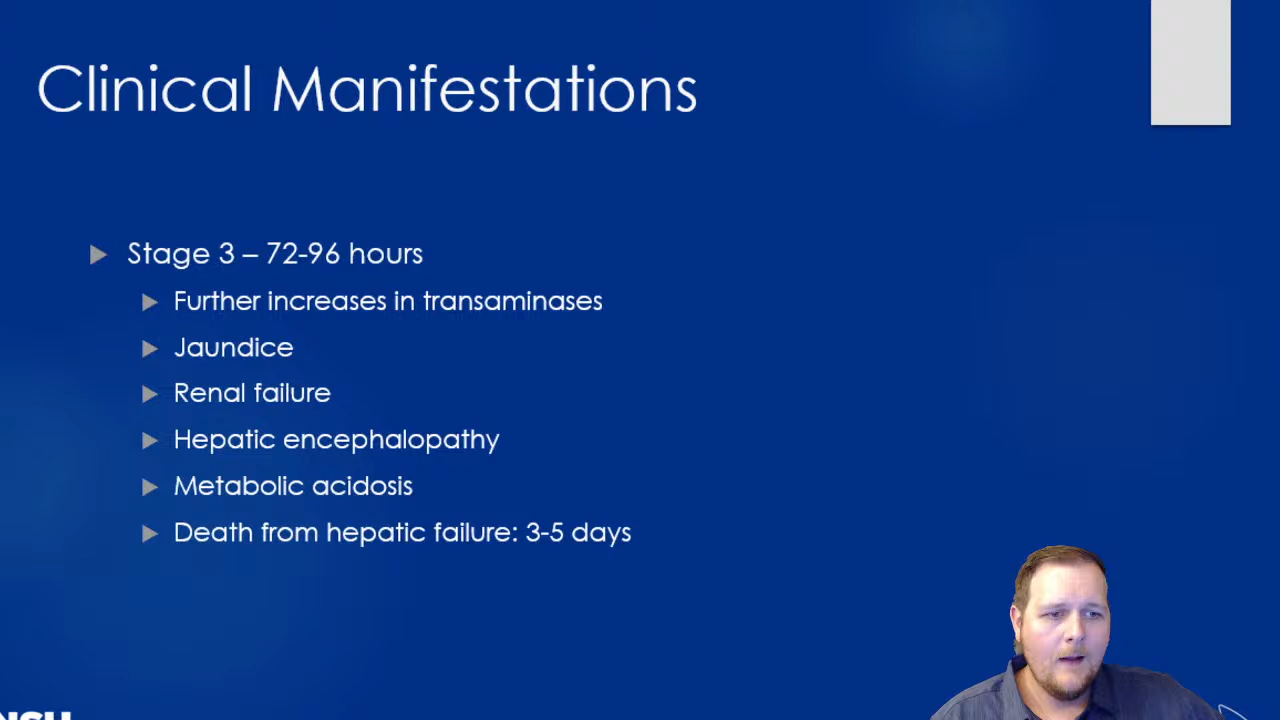 Clinical Manifestations
Stage 3 – 72-96 hours
Further increases in transaminases
Jaundice
Renal failure
Hepatic encephalopathy
Metabolic acidosis
Death from hepatic failure: 3-5 days